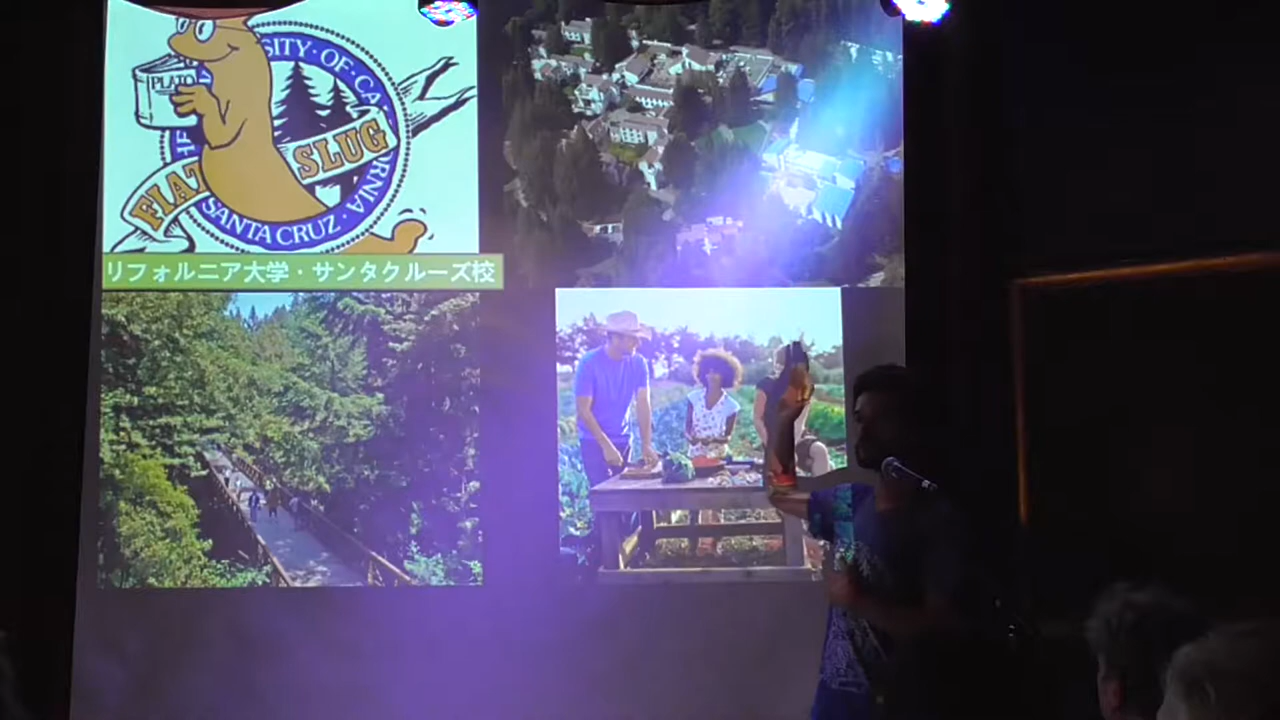 PLATO
SITY · OF · CA
RNIA
FIAT
SLUG
SANTA CRUZ ·
リフォルニア大学・サンタクルーズ校